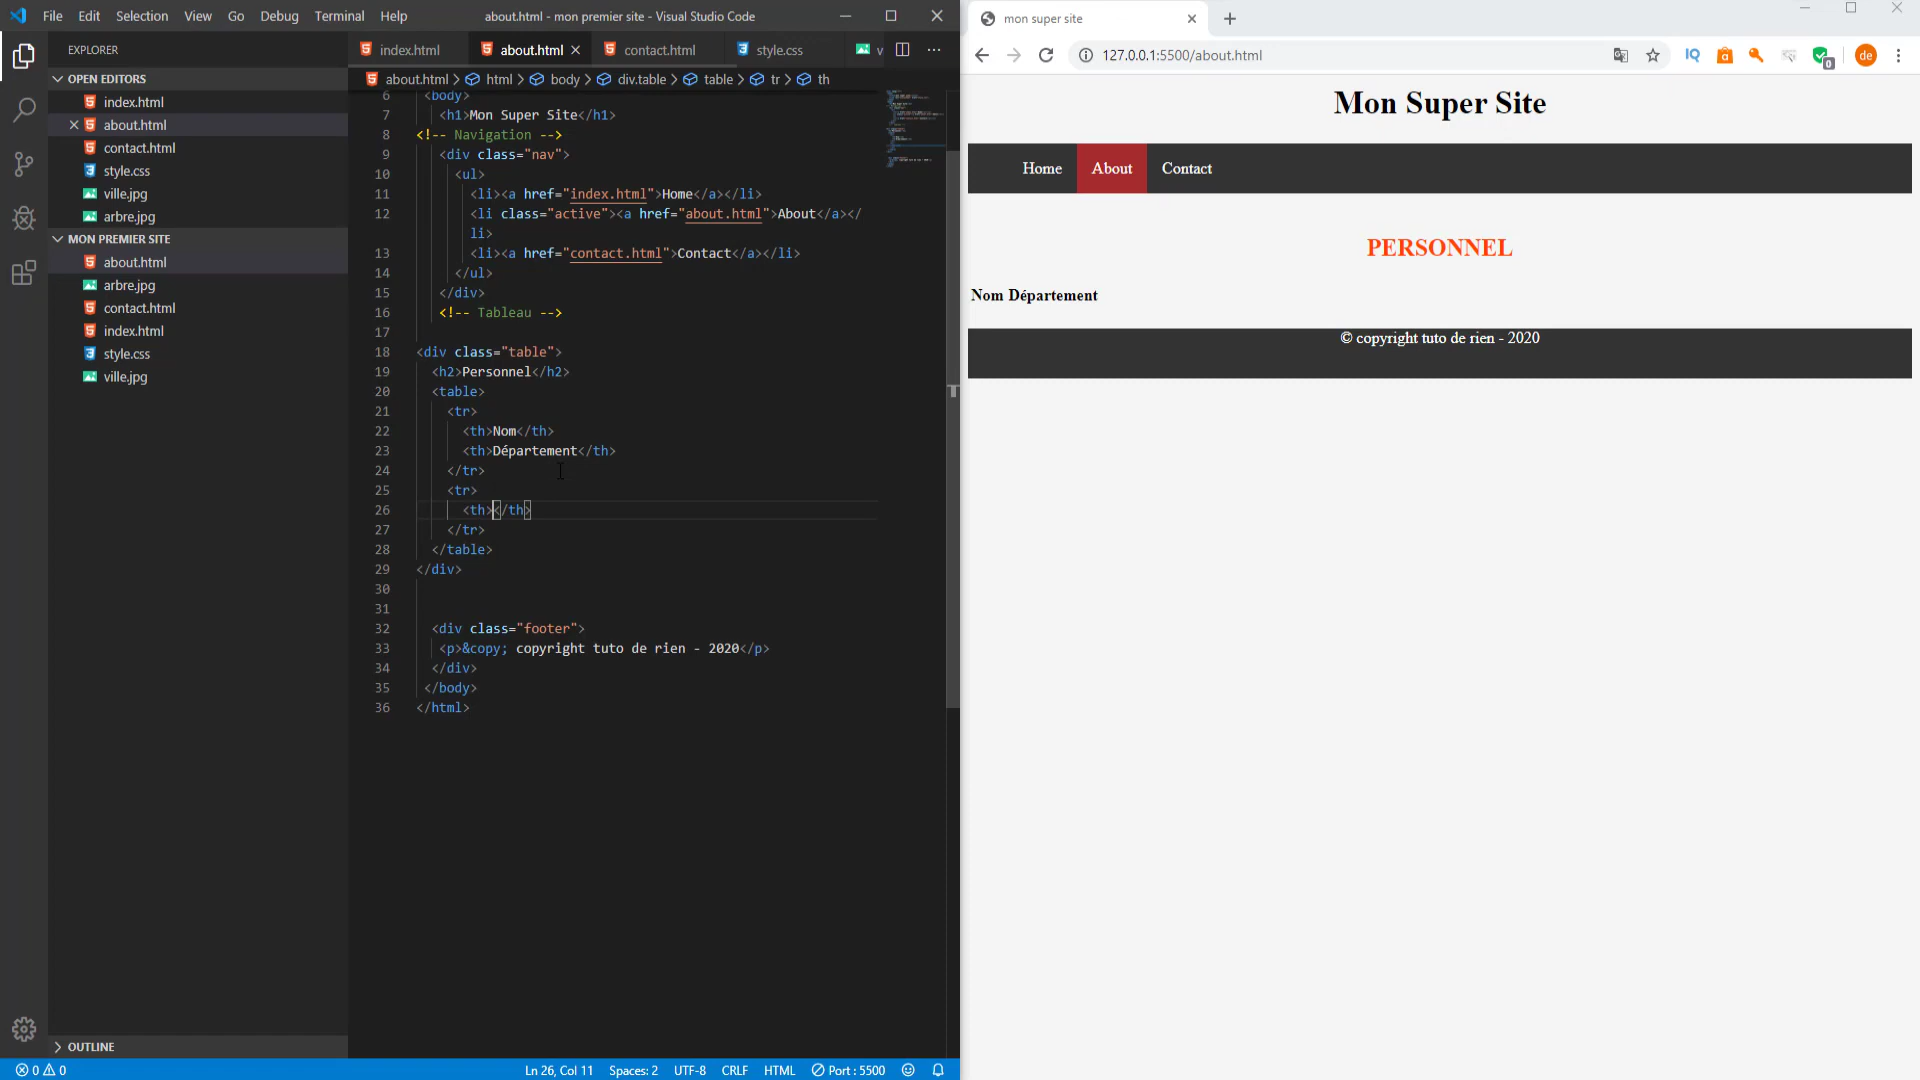 File Edit Selection View Go Debug Terminal Help
about.html - mon premier site - Visual Studio Code
EXPLORER
OPEN EDITORS
index.html
about.html
contact.html
style.css
ville.jpg
arbre.jpg
MON PREMIER SITE
about.html
arbre.jpg
contact.html
index.html
style.css
ville.jpg
OUTLINE
index.html about.html contact.html style.css v
about.html > html > body > div.table > table > tr > th
6 <body>
7 <h1>Mon Super Site</h1>
8 <!-- Navigation -->
9 <div class="nav">
10 <ul>
11 <li><a href="index.html">Home</a></li>
12 <li class="active"><a href="about.html">About</a></
li>
13 <li><a href="contact.html">Contact</a></li>
14 </ul>
15 </div>
16 <!-- Tableau -->
17
18 <div class="table">
19 <h2>Personnel</h2>
20 <table>
21 <tr>
22 <th>Nom</th>
23 <th>Département</th>
24 </tr>
25 <tr>
26 <th></th>
27 </tr>
28 </table>
29 </div>
30
31
32 <div class="footer">
33 <p>&copy; copyright tuto de rien - 2020</p>
34 </div>
35 </body>
36 </html>
0 0
Ln 26, Col 11 Spaces: 2 UTF-8 CRLF HTML Port : 5500
mon super site
127.0.0.1:5500/about.html
IQ a 0 de
Mon Super Site
Home About Contact
PERSONNEL
Nom Département
© copyright tuto de rien - 2020